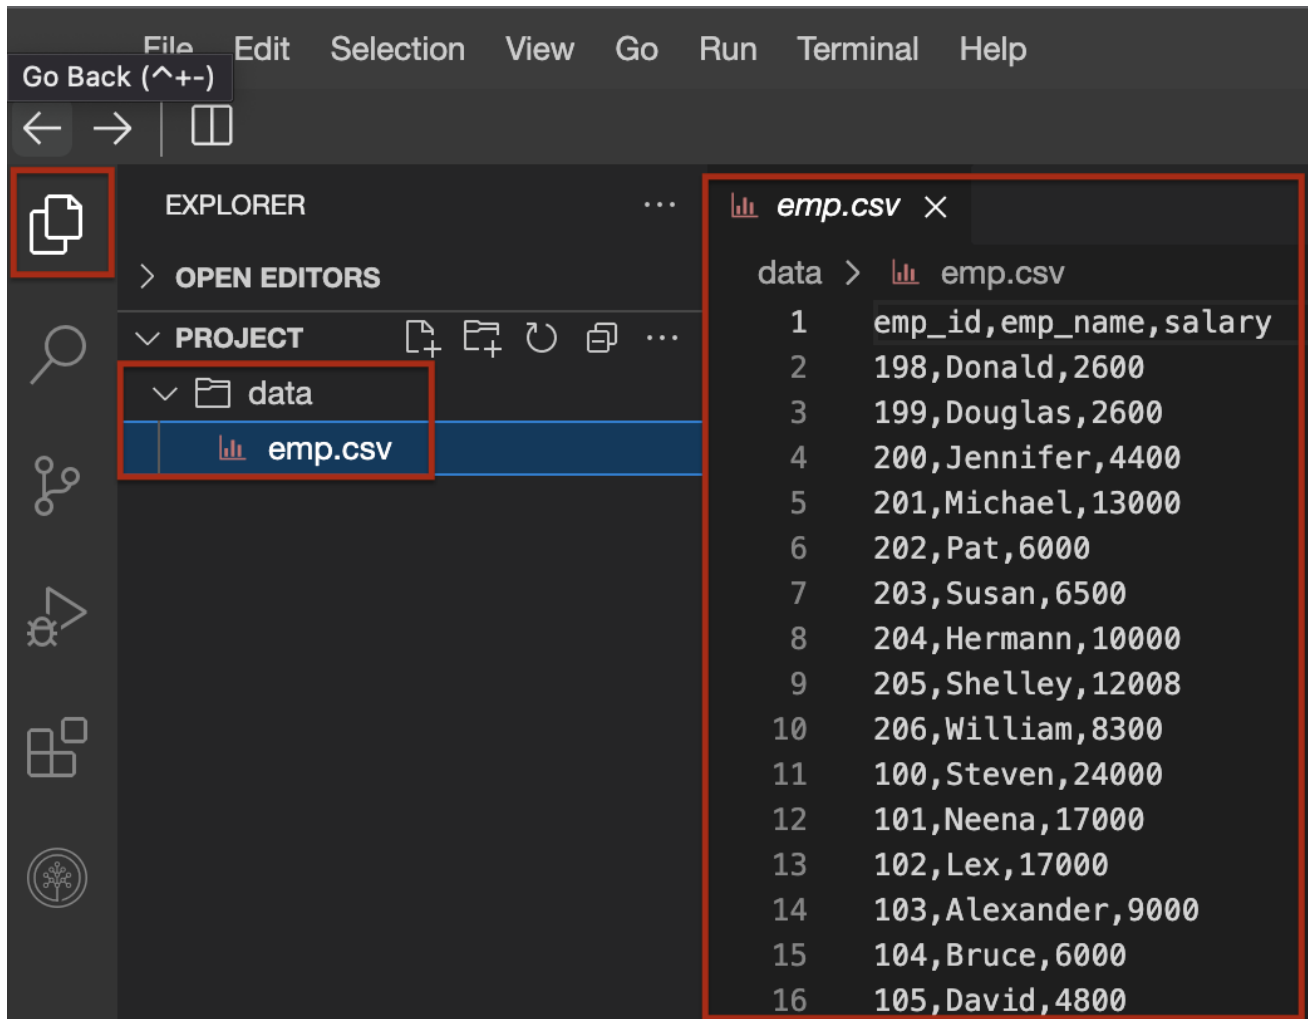 File Edit Selection View Go Run Terminal Help
Go Back (^+-)
EXPLORER
OPEN EDITORS
PROJECT
data
emp.csv
emp.csv
data > emp.csv
1 emp_id,emp_name,salary
2 198,Donald,2600
3 199,Douglas,2600
4 200,Jennifer,4400
5 201,Michael,13000
6 202,Pat,6000
7 203,Susan,6500
8 204,Hermann,10000
9 205,Shelley,12008
10 206,William,8300
11 100,Steven,24000
12 101,Neena,17000
13 102,Lex,17000
14 103,Alexander,9000
15 104,Bruce,6000
16 105,David,4800